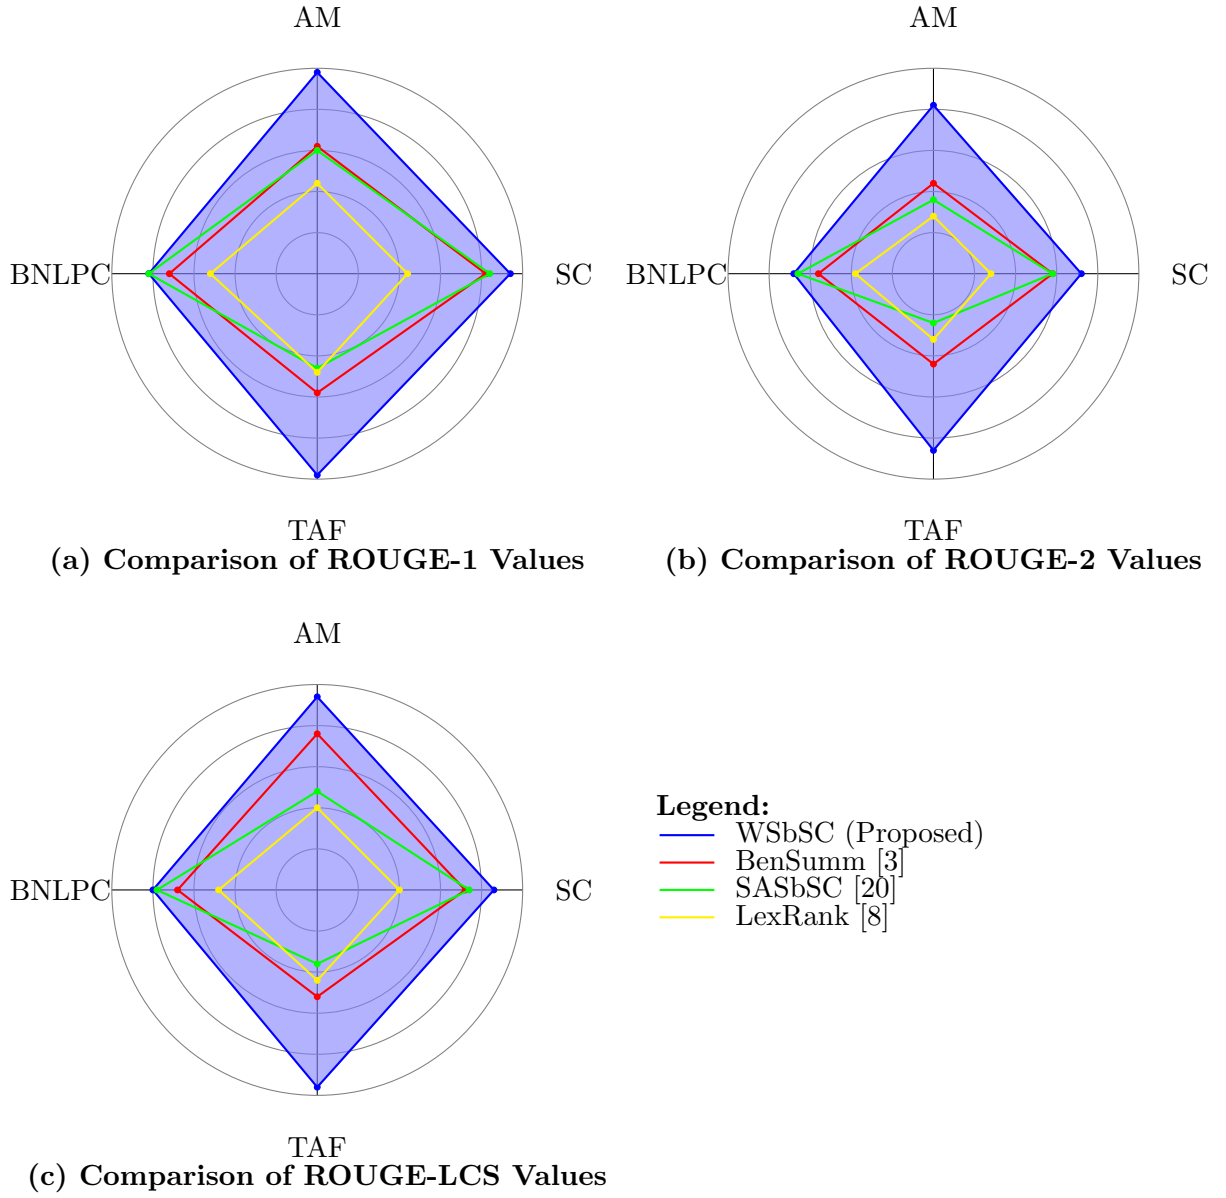 AM
AM
BNLPC
SC
BNLPC
SC
TAF
TAF
(a) Comparison of ROUGE-1 Values
(b) Comparison of ROUGE-2 Values
AM
BNLPC
SC
TAF
(c) Comparison of ROUGE-LCS Values
Legend:
WSbSC (Proposed)
BenSumm [3]
SASbSC [20]
LexRank [8]